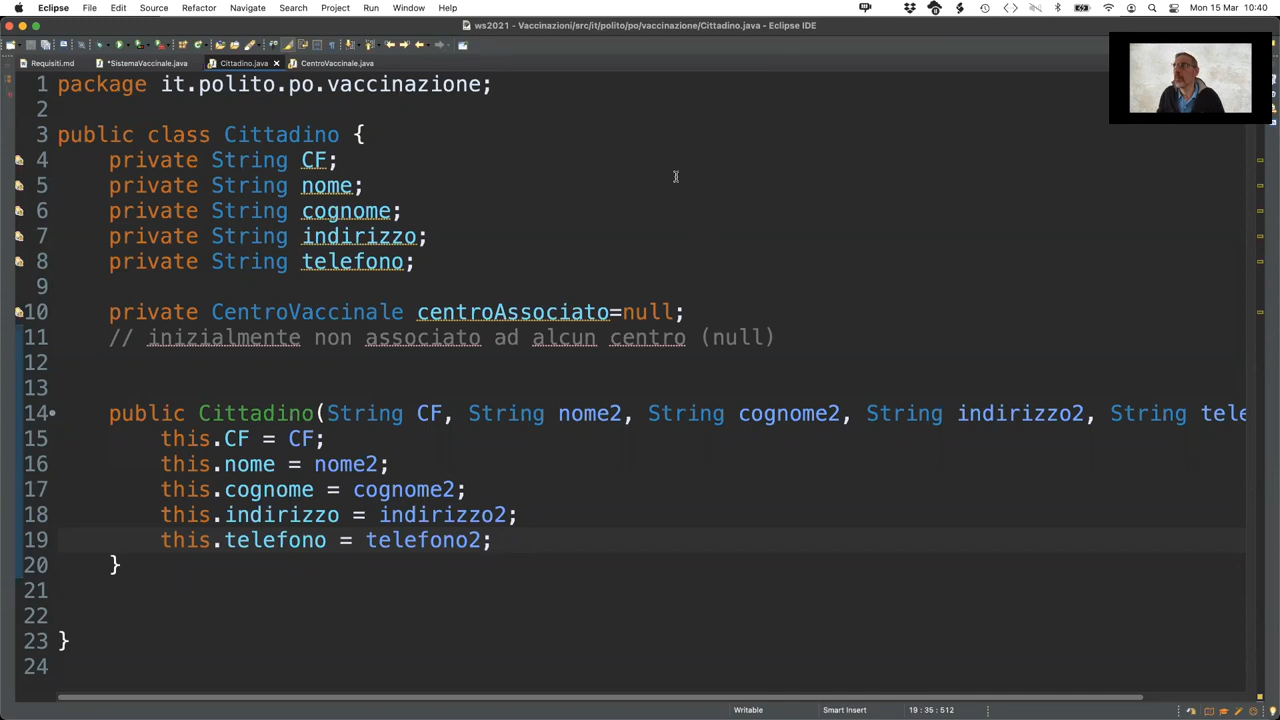 Eclipse File Edit Source Refactor Navigate Search Project Run Window Help Mon 15 Mar 10:40
ws2021 - Vaccinazioni/src/it/polito/po/vaccinazione/Cittadino.java - Eclipse IDE
Requisiti.md *SistemaVaccinale.java Cittadino.java CentroVaccinale.java
1 package it.polito.po.vaccinazione;
2
3 public class Cittadino {
4 private String CF;
5 private String nome;
6 private String cognome;
7 private String indirizzo;
8 private String telefono;
9
10 private CentroVaccinale centroAssociato=null;
11 // inizialmente non associato ad alcun centro (null)
12
13
14 public Cittadino(String CF, String nome2, String cognome2, String indirizzo2, String tele
15 this.CF = CF;
16 this.nome = nome2;
17 this.cognome = cognome2;
18 this.indirizzo = indirizzo2;
19 this.telefono = telefono2;
20 }
21
22
23 }
24
Writable Smart Insert 19 : 35 : 512